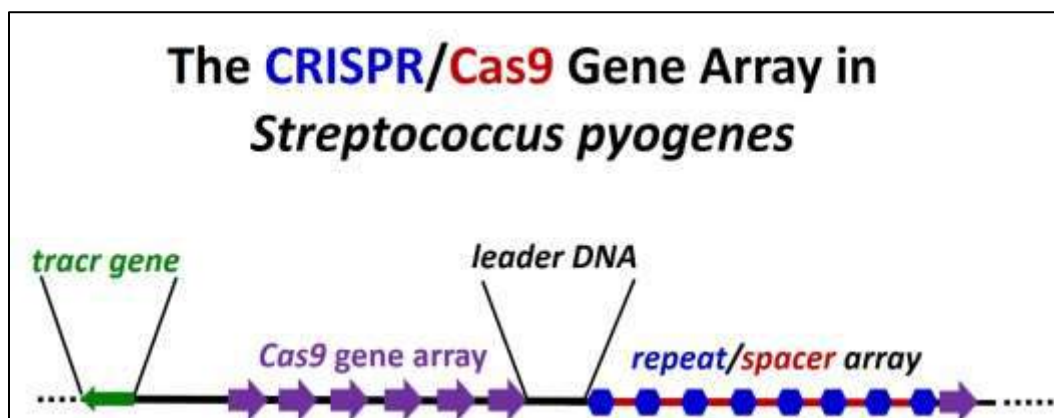 The CRISPR/Cas9 Gene Array in
Streptococcus pyogenes
tracr gene
leader DNA
Cas9 gene array
repeat/spacer array